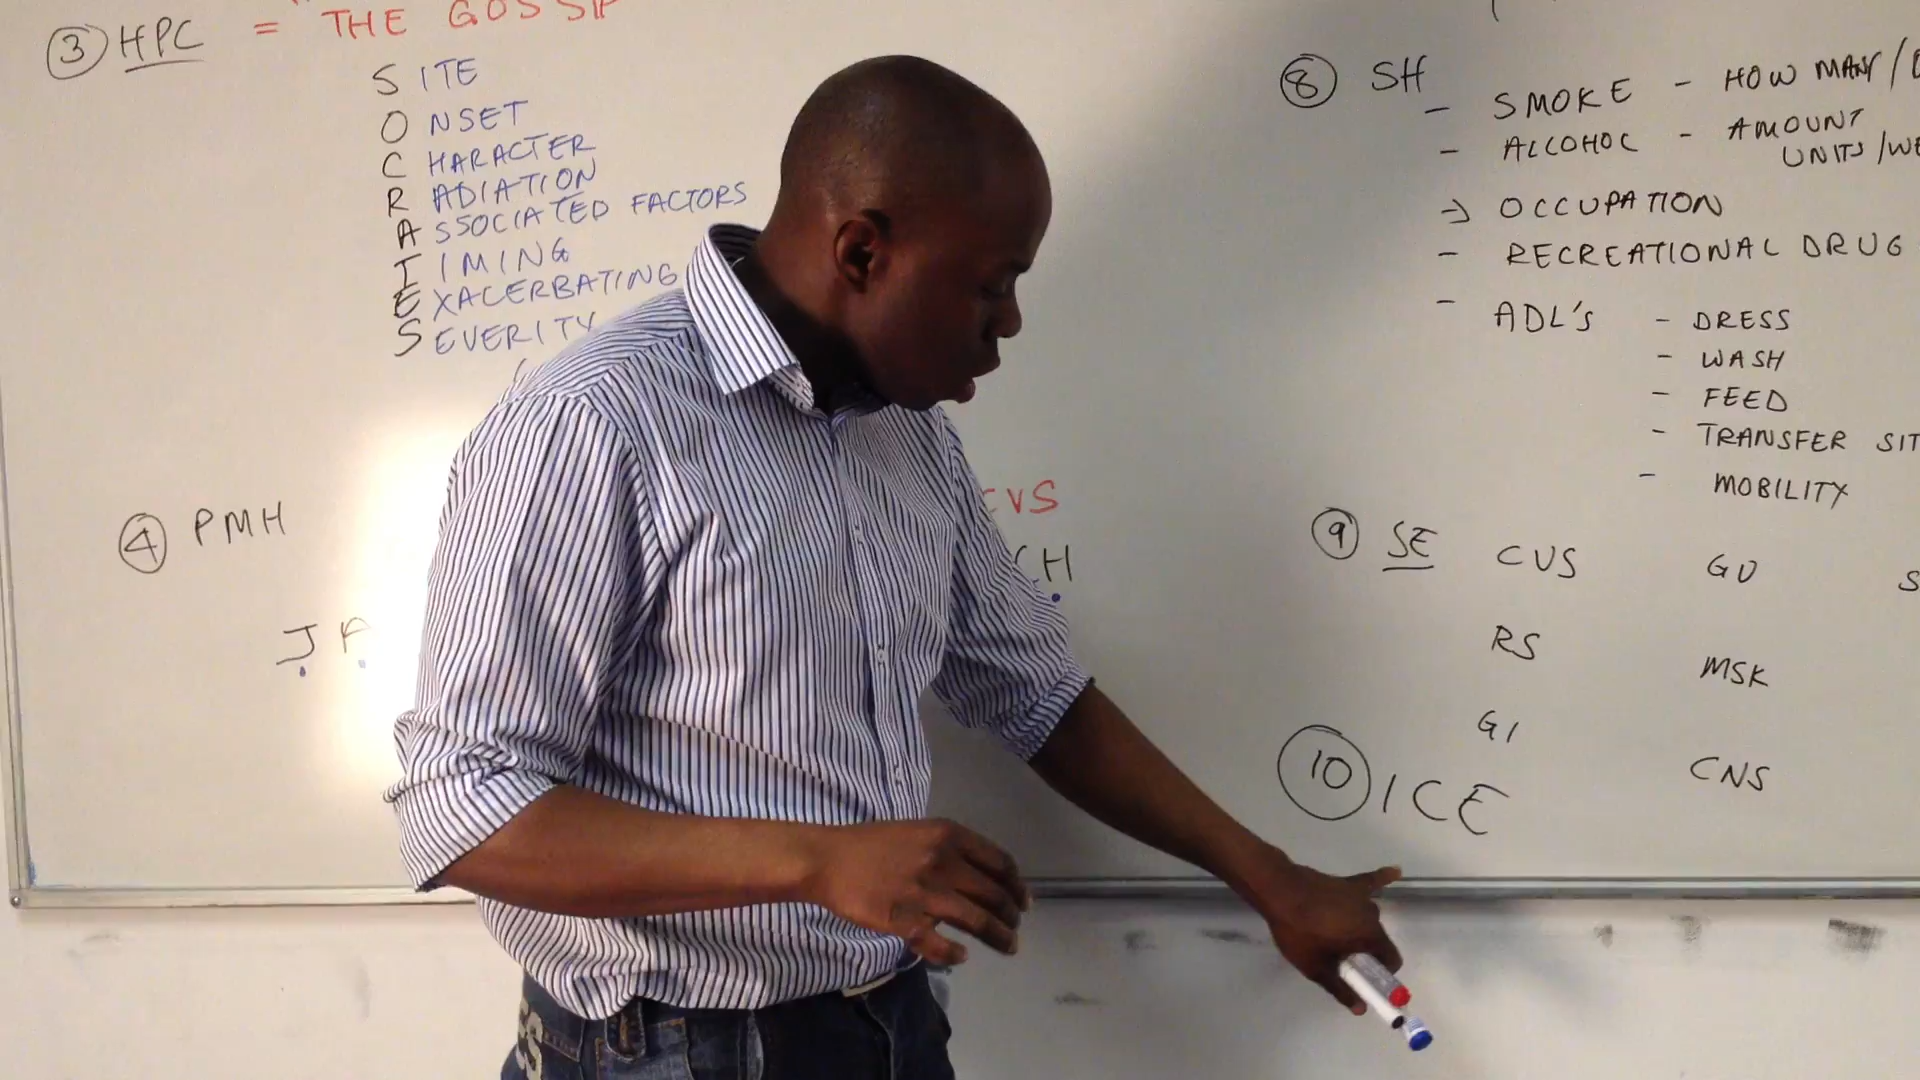 ③ HPC = "THE GOSSIP
SITE
ONSET
CHARACTER
RADIATION
ASSOCIATED FACTORS
TIMING
EXACERBATING
SEVERITY
④ PMH
CVS
J
CH
⑧ SH
- SMOKE - HOW MANY/
- ALCOHOL - AMOUNT
UNITS/WE
→ OCCUPATION
- RECREATIONAL DRUG
- ADL'S - DRESS
- WASH
- FEED
- TRANSFER SIT
- MOBILITY
⑨ SE CVS GU S
RS MSK
GI CNS
⑩ ICE